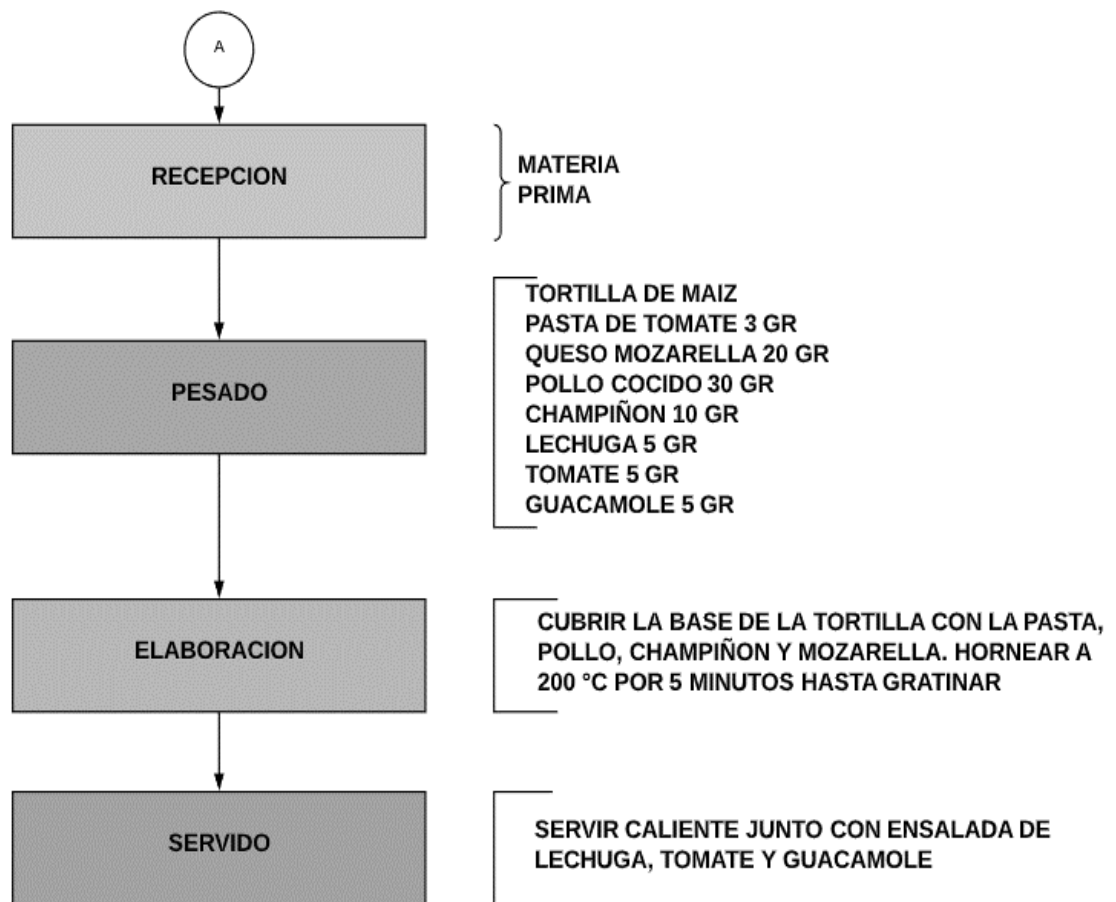 A
RECEPCION
MATERIA
PRIMA
PESADO
TORTILLA DE MAIZ
PASTA DE TOMATE 3 GR
QUESO MOZARELLA 20 GR
POLLO COCIDO 30 GR
CHAMPIÑON 10 GR
LECHUGA 5 GR
TOMATE 5 GR
GUACAMOLE 5 GR
ELABORACION
CUBRIR LA BASE DE LA TORTILLA CON LA PASTA,
POLLO, CHAMPIÑON Y MOZARELLA. HORNEAR A
200 °C POR 5 MINUTOS HASTA GRATINAR
SERVIDO
SERVIR CALIENTE JUNTO CON ENSALADA DE
LECHUGA, TOMATE Y GUACAMOLE